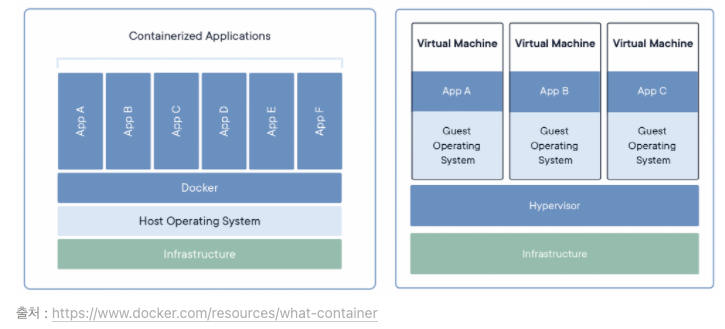 Containerized Applications
App A
App B
App C
App D
App E
App F
Docker
Host Operating System
Infrastructure
Virtual Machine
App A
Guest
Operating
System
Virtual Machine
App B
Guest
Operating
System
Virtual Machine
App C
Guest
Operating
System
Hypervisor
Infrastructure
출처 : https://www.docker.com/resources/what-container